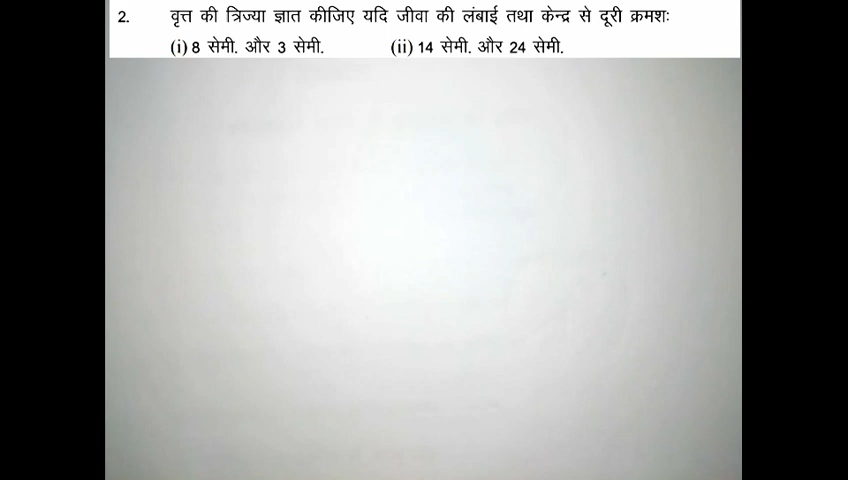 2. वृत्त की त्रिज्या ज्ञात कीजिए यदि जीवा की लंबाई तथा केन्द्र से दूरी क्रमशः
(i) 8 सेमी. और 3 सेमी. (ii) 14 सेमी. और 24 सेमी.